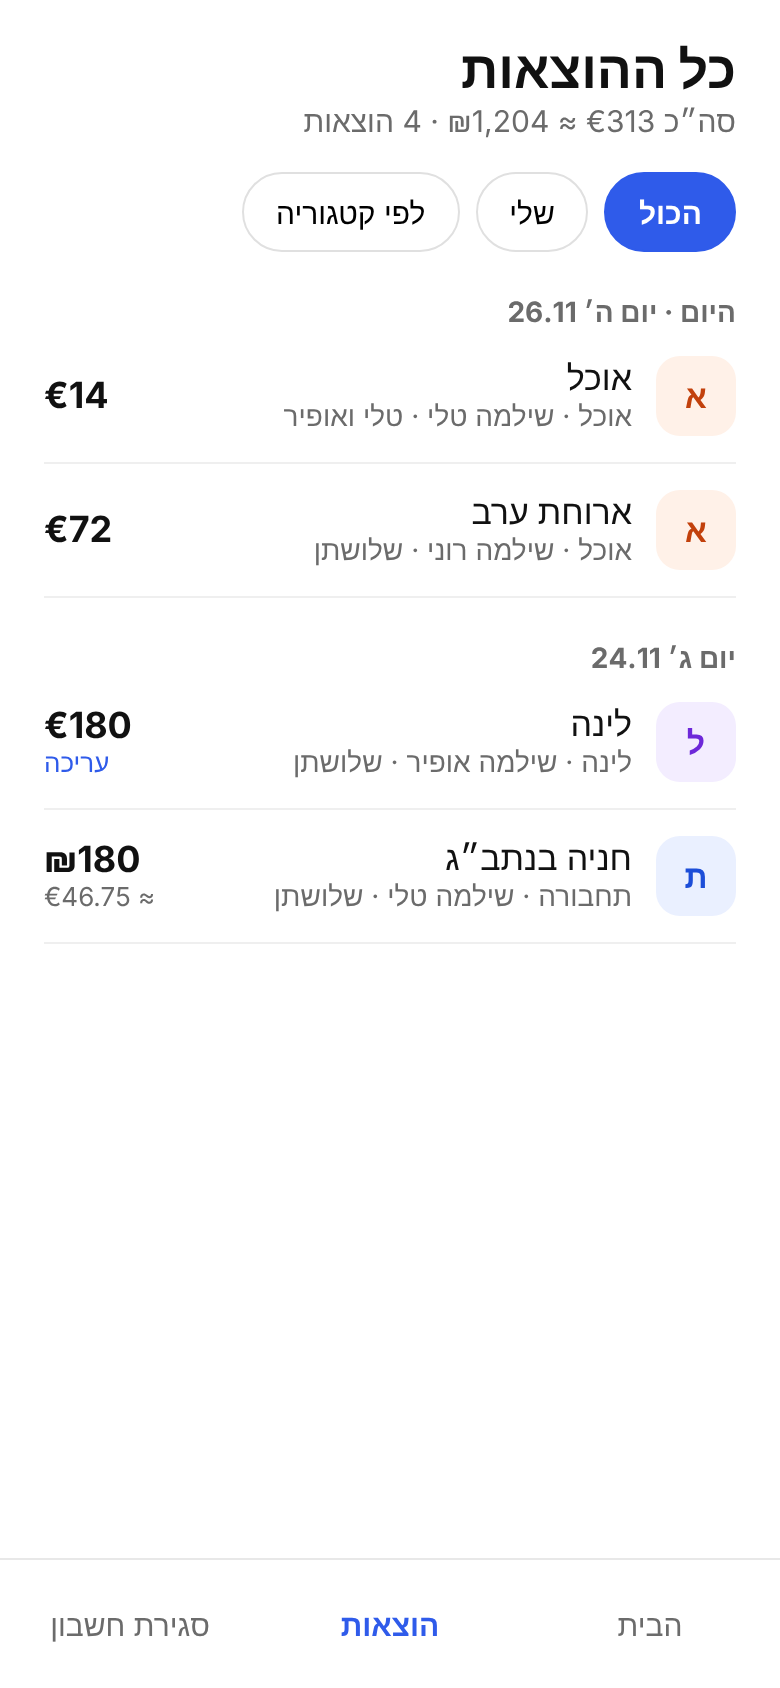 כל ההוצאות
סה״כ €313 ≈ ₪1,204 · 4 הוצאות
הכול
שלי
לפי קטגוריה
היום · יום ה׳ 26.11
א
אוכל
אוכל · שילמה טלי · טלי ואופיר
€14
א
ארוחת ערב
אוכל · שילמה רוני · שלושתן
€72
יום ג׳ 24.11
ל
לינה
לינה · שילמה אופיר · שלושתן
€180
עריכה
ת
חניה בנתב״ג
תחבורה · שילמה טלי · שלושתן
₪180
≈ €46.75
הבית
הוצאות
סגירת חשבון